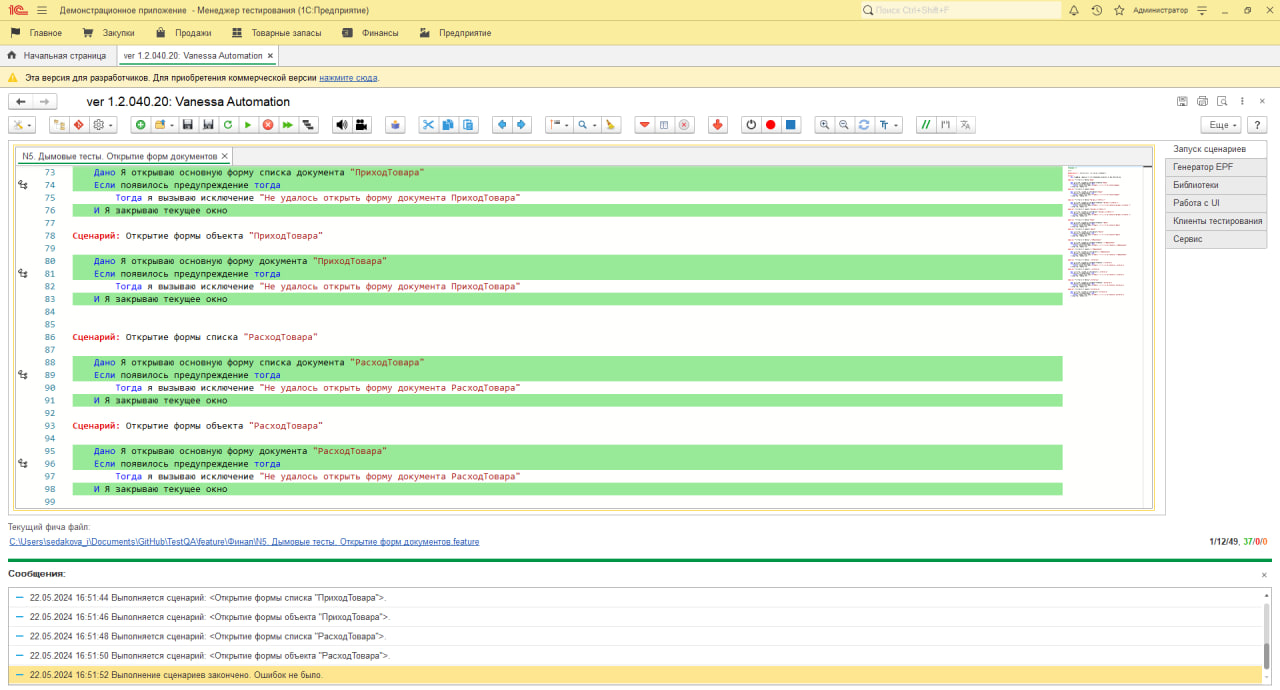 1С Демонстрационное приложение - Менеджер тестирования (1С:Предприятие) Поиск Ctrl+Shift+F Администратор
Главное Закупки Продажи Товарные запасы Финансы Предприятие
Начальная страница ver 1.2.040.20: Vanessa Automation ×
Эта версия для разработчиков. Для приобретения коммерческой версии нажмите сюда.
ver 1.2.040.20: Vanessa Automation
Еще ?
N5. Дымовые тесты. Открытие форм документов ×
Запуск сценариев
Генератор EPF
Библиотеки
Работа с UI
Клиенты тестирования
Сервис
73 Дано Я открываю основную форму списка документа "ПриходТовара"
74 Если появилось предупреждение тогда
75 Тогда я вызываю исключение "Не удалось открыть форму документа ПриходТовара"
76 И Я закрываю текущее окно
77
78 Сценарий: Открытие формы объекта "ПриходТовара"
79
80 Дано Я открываю основную форму документа "ПриходТовара"
81 Если появилось предупреждение тогда
82 Тогда я вызываю исключение "Не удалось открыть форму документа ПриходТовара"
83 И Я закрываю текущее окно
84
85
86 Сценарий: Открытие формы списка "РасходТовара"
87
88 Дано Я открываю основную форму списка документа "РасходТовара"
89 Если появилось предупреждение тогда
90 Тогда я вызываю исключение "Не удалось открыть форму документа РасходТовара"
91 И Я закрываю текущее окно
92
93 Сценарий: Открытие формы объекта "РасходТовара"
94
95 Дано Я открываю основную форму документа "РасходТовара"
96 Если появилось предупреждение тогда
97 Тогда я вызываю исключение "Не удалось открыть форму документа РасходТовара"
98 И Я закрываю текущее окно
99
Текущий фича файл:
C:\Users\sedakova_i\Documents\GitHub\TestQA\feature\Финал\N5. Дымовые тесты. Открытие форм документов.feature
1/12/49, 37/0/0
Сообщения:
22.05.2024 16:51:44 Выполняется сценарий: <Открытие формы списка "ПриходТовара">.
22.05.2024 16:51:46 Выполняется сценарий: <Открытие формы объекта "ПриходТовара">.
22.05.2024 16:51:48 Выполняется сценарий: <Открытие формы списка "РасходТовара">.
22.05.2024 16:51:50 Выполняется сценарий: <Открытие формы объекта "РасходТовара">.
22.05.2024 16:51:52 Выполнение сценариев закончено. Ошибок не было.